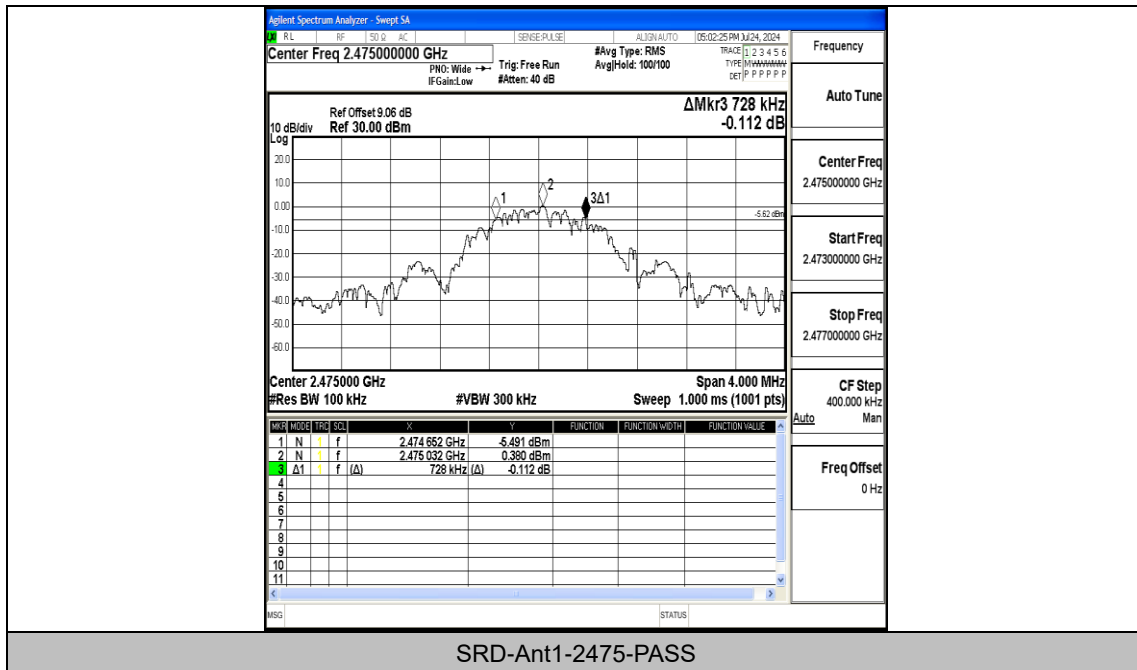 Agilent Spectrum Analyzer - Swept SA
RL RF 50 Ω AC SENSE:PULSE ALIGN AUTO 05:02:25 PM Jul 24, 2024
Center Freq 2.475000000 GHz
PNO: Wide
IFGain:Low
Trig: Free Run
#Atten: 40 dB
#Avg Type: RMS
Avg|Hold: 100/100
TRACE 1 2 3 4 5 6
TYPE M WWWWW
DET P P P P P P
ΔMkr3 728 kHz
-0.112 dB
Ref Offset 9.06 dB
10 dB/div Ref 30.00 dBm
Log
20.0
10.0
0.00
-10.0
-20.0
-30.0
-40.0
-50.0
-60.0
1
2
3Δ1
-5.62 dBm
Center 2.475000 GHz Span 4.000 MHz
#Res BW 100 kHz #VBW 300 kHz Sweep 1.000 ms (1001 pts)
MKR MODE TRC SCL X Y FUNCTION FUNCTION WIDTH FUNCTION VALUE
1 N 1 f 2.474 652 GHz -5.491 dBm
2 N 1 f 2.475 032 GHz 0.380 dBm
3 Δ1 1 f (Δ) 728 kHz (Δ) -0.112 dB
4
5
6
7
8
9
10
11
MSG STATUS
Frequency
Auto Tune
Center Freq
2.475000000 GHz
Start Freq
2.473000000 GHz
Stop Freq
2.477000000 GHz
CF Step
400.000 kHz
Auto Man
Freq Offset
0 Hz
SRD-Ant1-2475-PASS